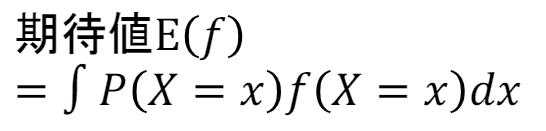 期待値E(f)
= ∫ P(X = x)f(X = x)dx